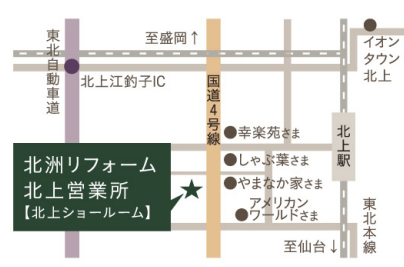 東北自動車道
至盛岡↑
イオン
タウン
北上
北上江釣子IC
国道4号線
幸楽苑さま
北上駅
しゃぶ葉さま
やまなか家さま
アメリカン
ワールドさま
北洲リフォーム
北上営業所
【北上ショールーム】
東北本線
至仙台↓